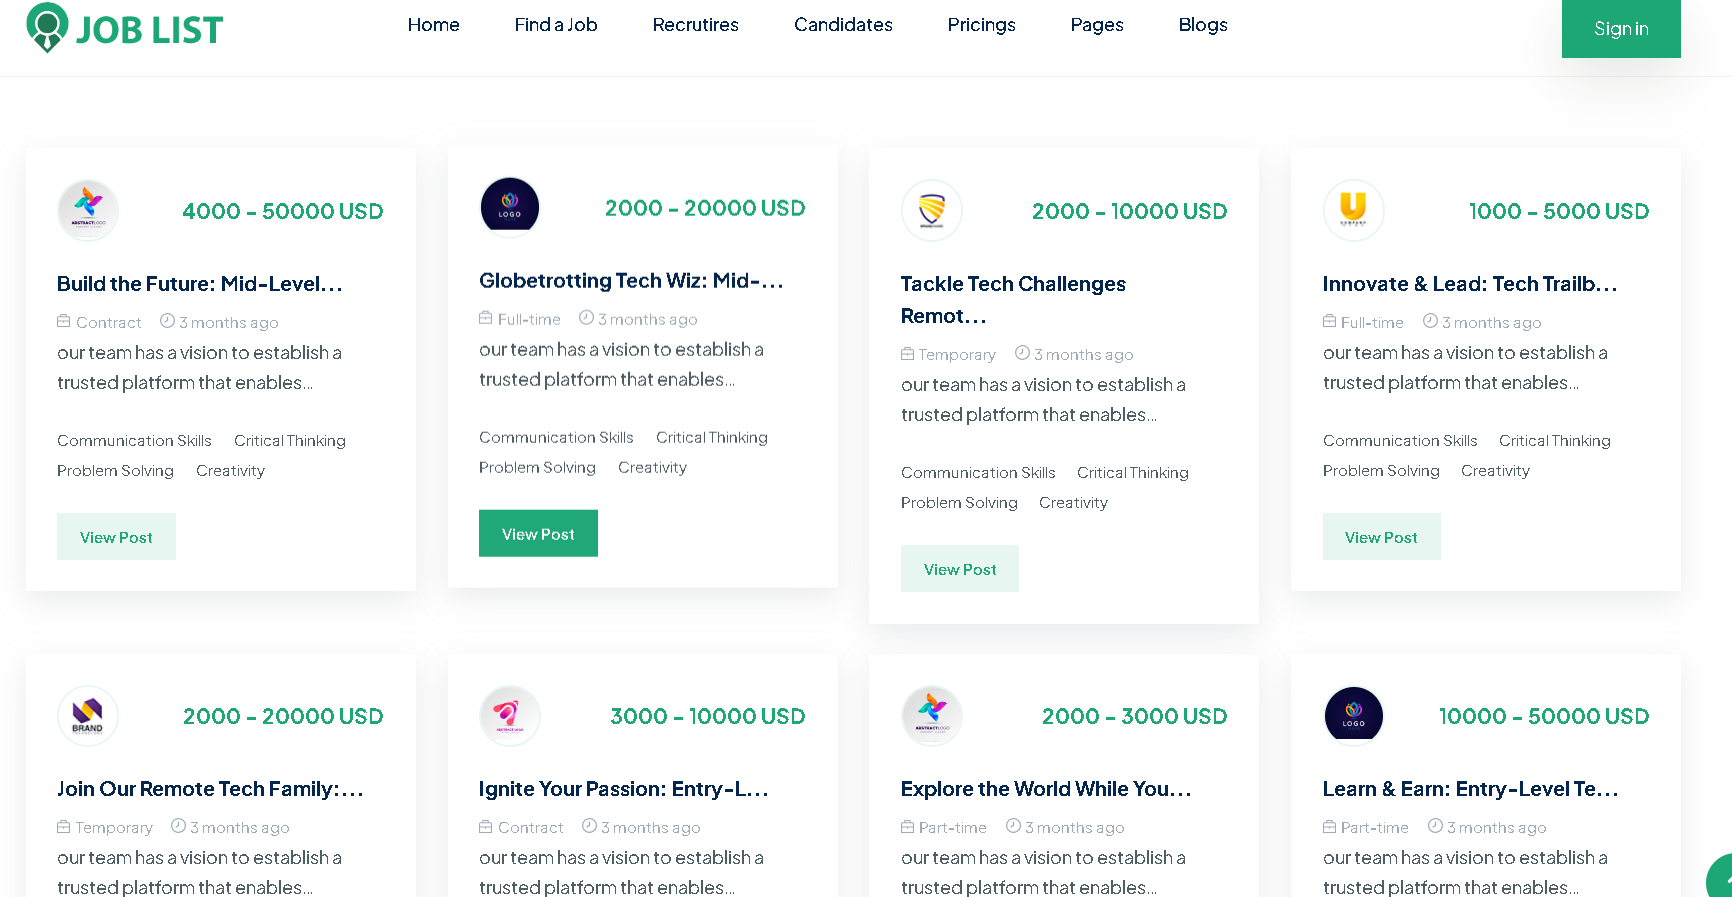 JOB LIST
Home Find a Job Recrutires Candidates Pricings Pages Blogs
Sign in
4000 - 50000 USD
Build the Future: Mid-Level...
Contract 3 months ago
our team has a vision to establish a
trusted platform that enables...
Communication Skills Critical Thinking
Problem Solving Creativity
View Post
LOGO
2000 - 20000 USD
Globetrotting Tech Wiz: Mid-...
Full-time 3 months ago
our team has a vision to establish a
trusted platform that enables...
Communication Skills Critical Thinking
Problem Solving Creativity
View Post
2000 - 10000 USD
Tackle Tech Challenges
Remot...
Temporary 3 months ago
our team has a vision to establish a
trusted platform that enables...
Communication Skills Critical Thinking
Problem Solving Creativity
View Post
1000 - 5000 USD
Innovate & Lead: Tech Trailb...
Full-time 3 months ago
our team has a vision to establish a
trusted platform that enables...
Communication Skills Critical Thinking
Problem Solving Creativity
View Post
BRAND
2000 - 20000 USD
Join Our Remote Tech Family:...
Temporary 3 months ago
our team has a vision to establish a
trusted platform that enables...
3000 - 10000 USD
Ignite Your Passion: Entry-L...
Contract 3 months ago
our team has a vision to establish a
trusted platform that enables...
2000 - 3000 USD
Explore the World While You...
Part-time 3 months ago
our team has a vision to establish a
trusted platform that enables...
LOGO
10000 - 50000 USD
Learn & Earn: Entry-Level Te...
Part-time 3 months ago
our team has a vision to establish a
trusted platform that enables...